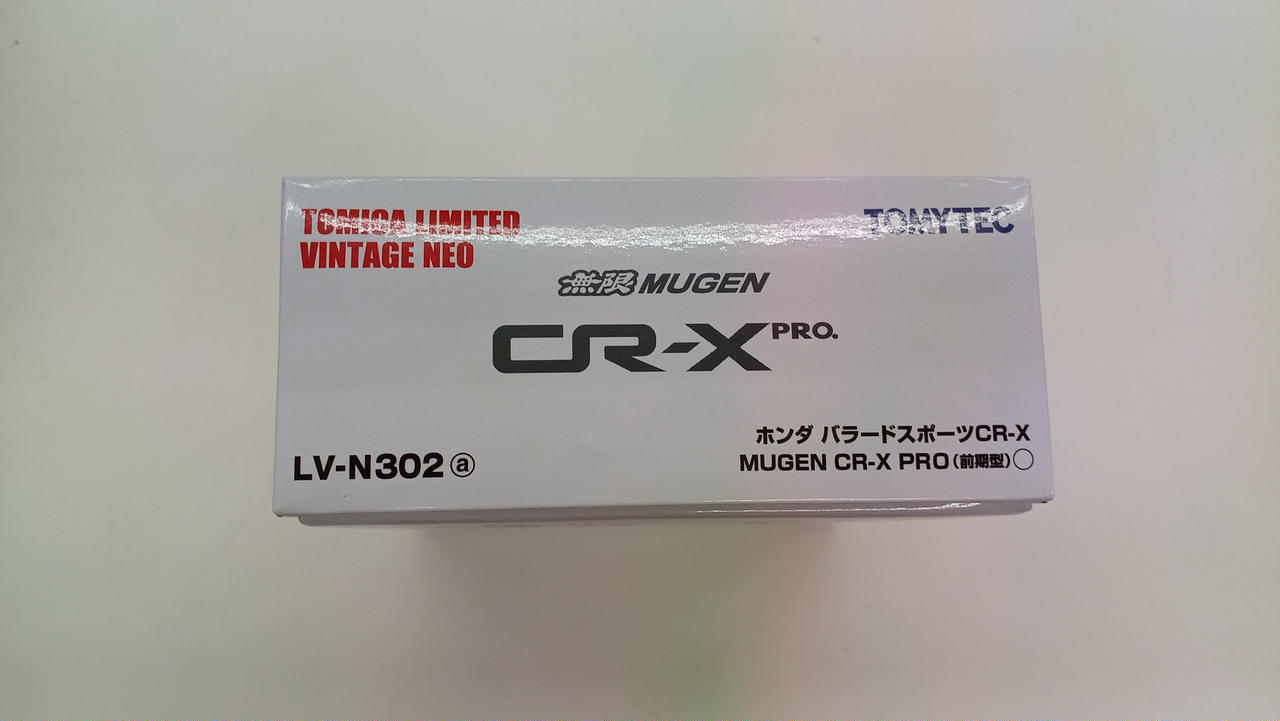 TOMICA LIMITED
VINTAGE NEO
TOMYTEC
無限 MUGEN
CR-X PRO.
ホンダ バラードスポーツCR-X
MUGEN CR-X PRO(前期型)○
LV-N302 ⓐ